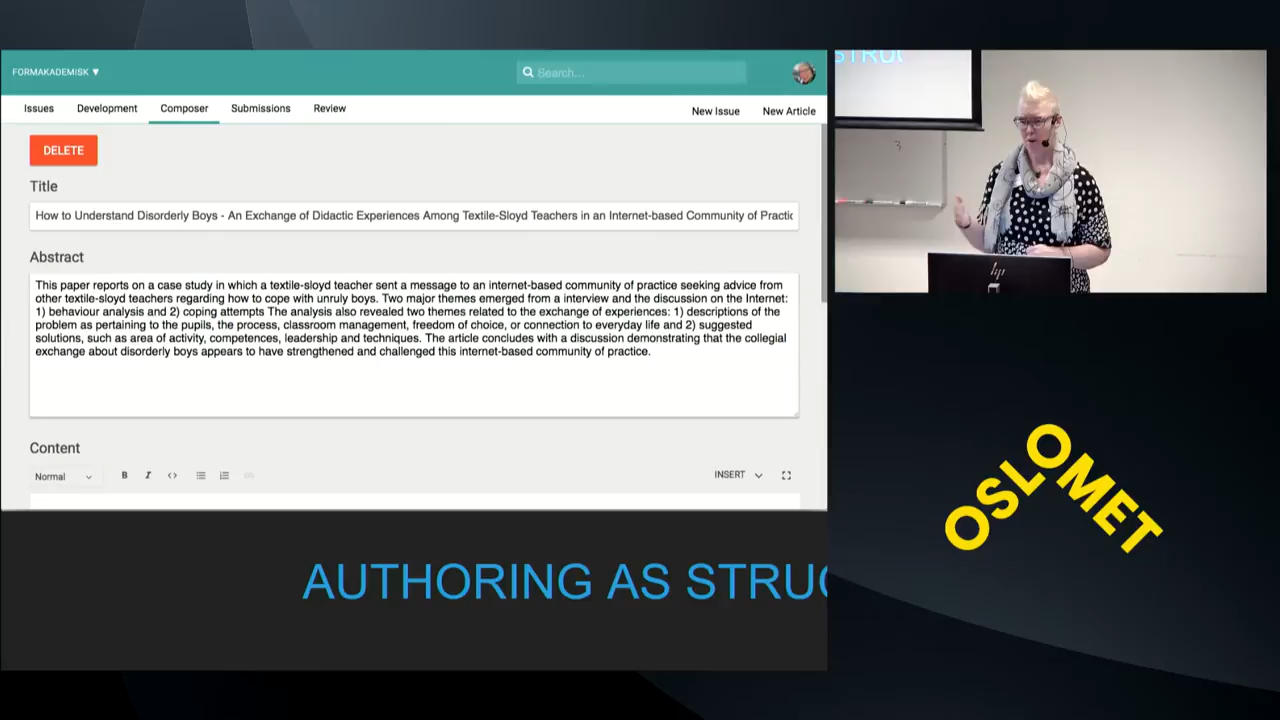 FORMAKADEMISK ▼
Search...
Issues Development Composer Submissions Review New Issue New Article
DELETE
Title
How to Understand Disorderly Boys - An Exchange of Didactic Experiences Among Textile-Sloyd Teachers in an Internet-based Community of Practic
Abstract
This paper reports on a case study in which a textile-sloyd teacher sent a message to an internet-based community of practice seeking advice from
other textile-sloyd teachers regarding how to cope with unruly boys. Two major themes emerged from a interview and the discussion on the Internet:
1) behaviour analysis and 2) coping attempts The analysis also revealed two themes related to the exchange of experiences: 1) descriptions of the
problem as pertaining to the pupils, the process, classroom management, freedom of choice, or connection to everyday life and 2) suggested
solutions, such as area of activity, competences, leadership and techniques. The article concludes with a discussion demonstrating that the collegial
exchange about disorderly boys appears to have strengthened and challenged this internet-based community of practice.
Content
Normal B I <> INSERT
AUTHORING AS STRUC
STRUC
3
hp
OSLOMET